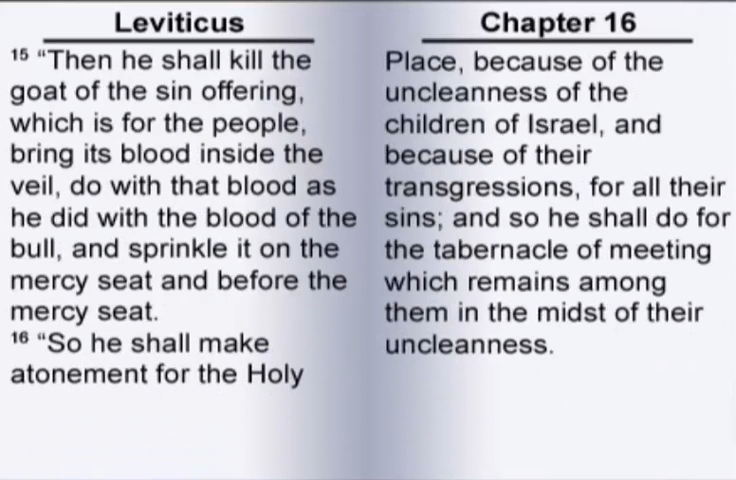 Leviticus
15 “Then he shall kill the
goat of the sin offering,
which is for the people,
bring its blood inside the
veil, do with that blood as
he did with the blood of the
bull, and sprinkle it on the
mercy seat and before the
mercy seat.
16 “So he shall make
atonement for the Holy
Chapter 16
Place, because of the
uncleanness of the
children of Israel, and
because of their
transgressions, for all their
sins; and so he shall do for
the tabernacle of meeting
which remains among
them in the midst of their
uncleanness.